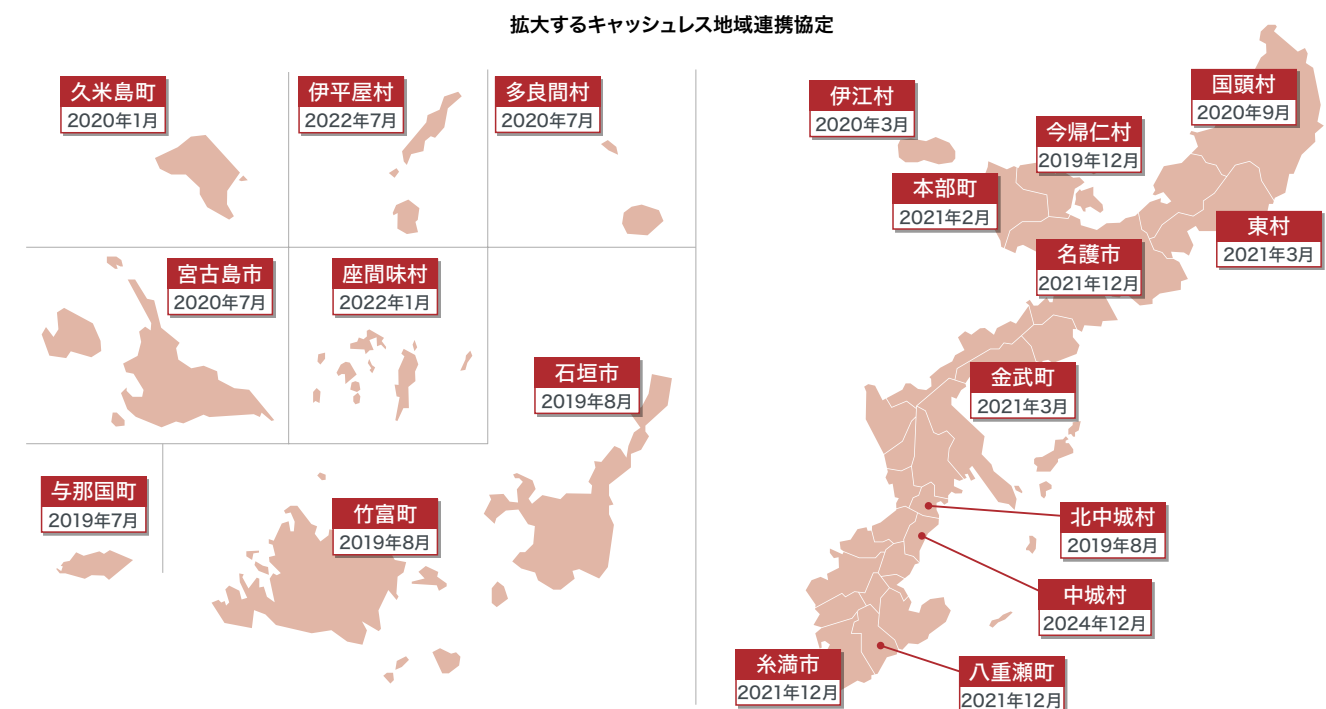 拡大するキャッシュレス地域連携協定
久米島町
2020年1月
伊平屋村
2022年7月
多良間村
2020年7月
宮古島市
2020年7月
座間味村
2022年1月
石垣市
2019年8月
与那国町
2019年7月
竹富町
2019年8月
伊江村
2020年3月
国頭村
2020年9月
今帰仁村
2019年12月
本部町
2021年2月
東村
2021年3月
名護市
2021年12月
金武町
2021年3月
北中城村
2019年8月
中城村
2024年12月
糸満市
2021年12月
八重瀬町
2021年12月